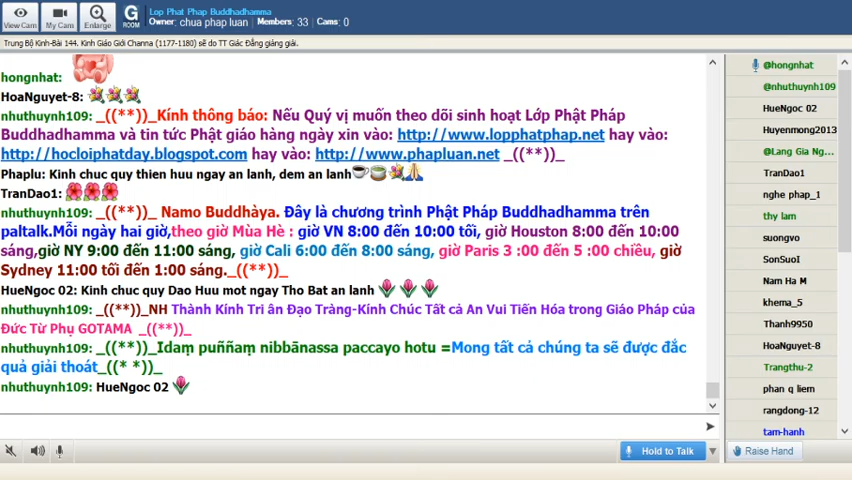 Lop Phat Phap Buddhadhamma
Owner: chua phap luan Members: 33 Cams: 0
View Cam
My Cam
Enlarge
G
ROOM
Trung Bộ Kinh-Bài 144. Kinh Giáo Giới Channa (1177-1180) sẽ do TT Giác Đẳng giảng giải.
hongnhat:
HoaNguyet-8:
nhuthuynh109: _((**))_Kính thông báo: Nếu Quý vị muốn theo dõi sinh hoạt Lớp Phật Pháp
Buddhadhamma và tin tức Phật giáo hàng ngày xin vào: http://www.lopphatphap.net hay vào:
http://hocloiphatday.blogspot.com hay vào: http://www.phapluan.net _((**))_
Phaplu: Kinh chuc quy thien huu ngay an lanh, dem an lanh
TranDao1:
nhuthuynh109: _((**))_ Namo Buddhàya. Đây là chương trình Phật Pháp Buddhadhamma trên
paltalk.Mỗi ngày hai giờ,theo giờ Mùa Hè : giờ VN 8:00 đến 10:00 tối, giờ Houston 8:00 đến 10:00
sáng,giờ NY 9:00 đến 11:00 sáng, giờ Cali 6:00 đến 8:00 sáng, giờ Paris 3 :00 đến 5 :00 chiều, giờ
Sydney 11:00 tối đến 1:00 sáng._((**))_
HueNgoc 02: Kinh chuc quy Dao Huu mot ngay Tho Bat an lanh
nhuthuynh109: _((**))_NH Thành Kính Tri ân Đạo Tràng-Kính Chúc Tất cả An Vui Tiến Hóa trong Giáo Pháp của
Đức Từ Phụ GOTAMA _((**))_
nhuthuynh109: _((**))_Idaṃ puññaṃ nibbānassa paccayo hotu =Mong tất cả chúng ta sẽ được đắc
quả giải thoát_((* *))_
nhuthuynh109: HueNgoc 02
Hold to Talk
@hongnhat
@nhuthuynh109
HueNgoc 02
Huyenmong2013
@Lang Gia Ng...
TranDao1
nghe phap_1
thy lam
suongvo
SonSuoI
Nam Ha M
khema_5
Thanh9950
HoaNguyet-8
Trangthu-2
phan q liem
rangdong-12
tam-hanh
Raise Hand